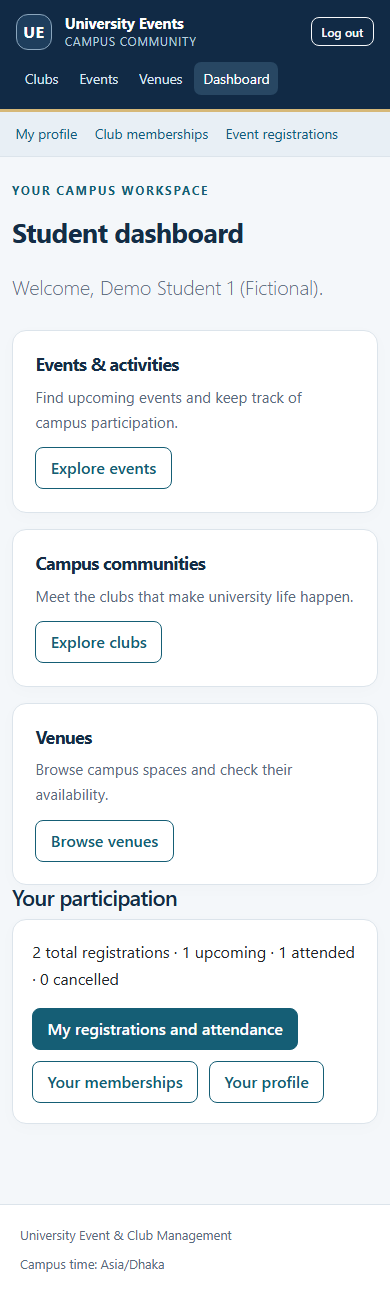 UE
University Events
CAMPUS COMMUNITY
Log out
Clubs Events Venues Dashboard
My profile Club memberships Event registrations
YOUR CAMPUS WORKSPACE
Student dashboard
Welcome, Demo Student 1 (Fictional).
Events & activities
Find upcoming events and keep track of
campus participation.
Explore events
Campus communities
Meet the clubs that make university life happen.
Explore clubs
Venues
Browse campus spaces and check their
availability.
Browse venues
Your participation
2 total registrations · 1 upcoming · 1 attended
· 0 cancelled
My registrations and attendance
Your memberships Your profile
University Event & Club Management
Campus time: Asia/Dhaka